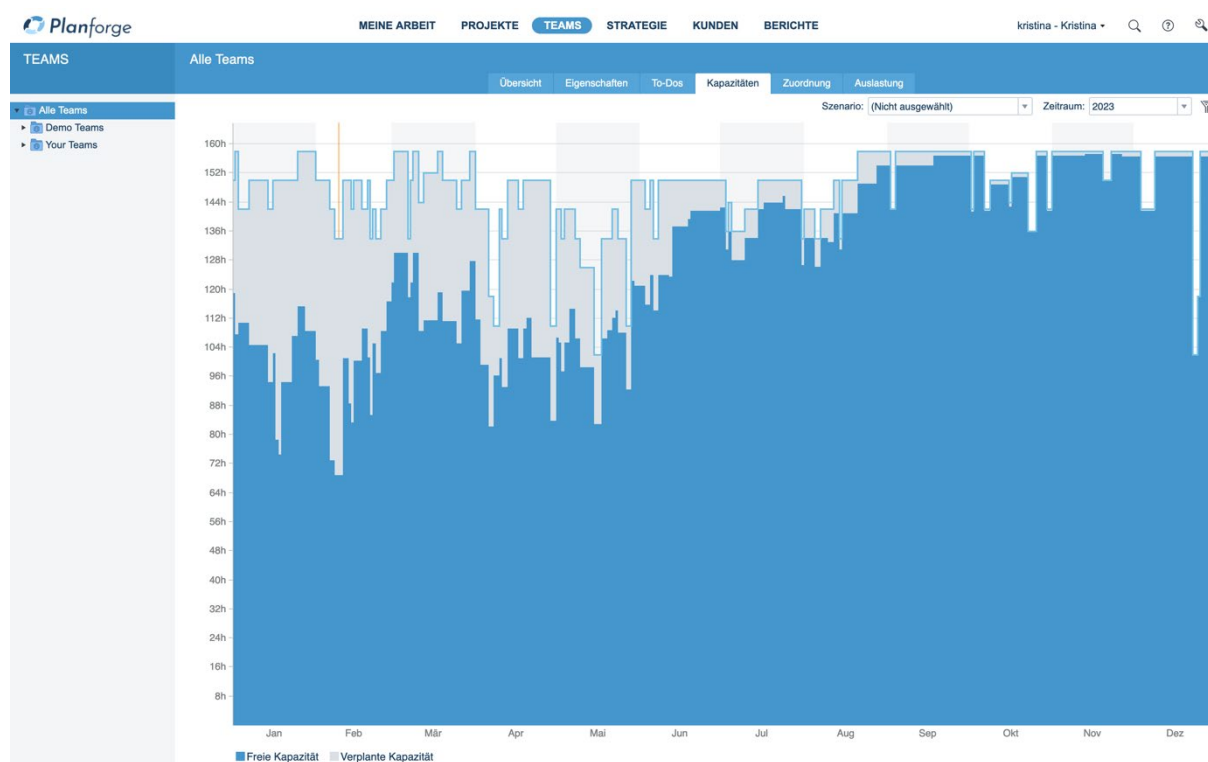 Planforge
MEINE ARBEIT PROJEKTE TEAMS STRATEGIE KUNDEN BERICHTE
kristina - Kristina
TEAMS
Alle Teams
Übersicht Eigenschaften To-Dos Kapazitäten Zuordnung Auslastung
Szenario: (Nicht ausgewählt) Zeitraum: 2023
Alle Teams
Demo Teams
Your Teams
160h
152h
144h
136h
128h
120h
112h
104h
96h
88h
80h
72h
64h
56h
48h
40h
32h
24h
16h
8h
Jan Feb Mär Apr Mai Jun Jul Aug Sep Okt Nov Dez
Freie Kapazität Verplante Kapazität